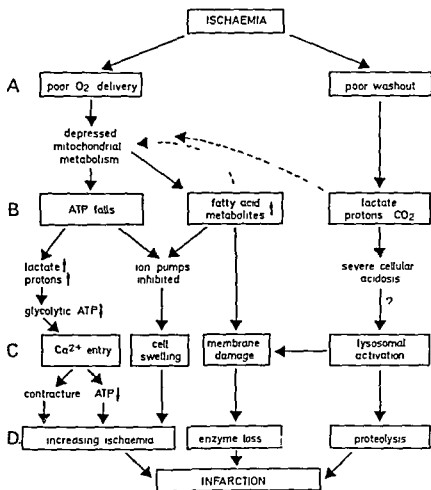 ISCHAEMIA
A
poor O2 delivery
poor washout
depressed
mitochondrial
metabolism
B
ATP falls
fatty acid
metabolites ↑
lactate
protons CO2
lactate ↑
protons ↑
ion pumps
inhibited
severe cellular
acidosis
?
glycolytic ATP↓
C
Ca2+ entry
cell
swelling
membrane
damage
lysosomal
activation
contracture
ATP↓
D.
increasing ischaemia
enzyme loss
proteolysis
INFARCTION